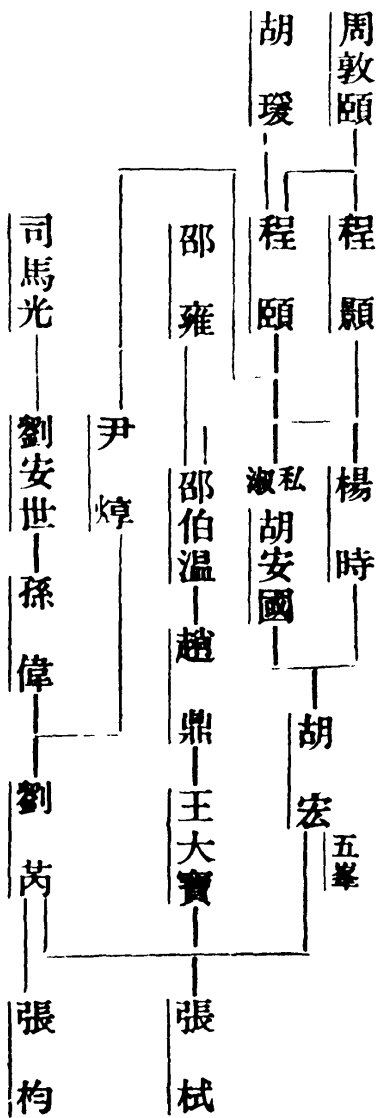 周敦頤
胡瑗
程顥
程頤
邵雍
司馬光
楊時
私淑
胡安國
邵伯溫
尹焞
劉安世
孫偉
趙鼎
胡宏
五峯
王大寶
劉芮
張栻
張枃